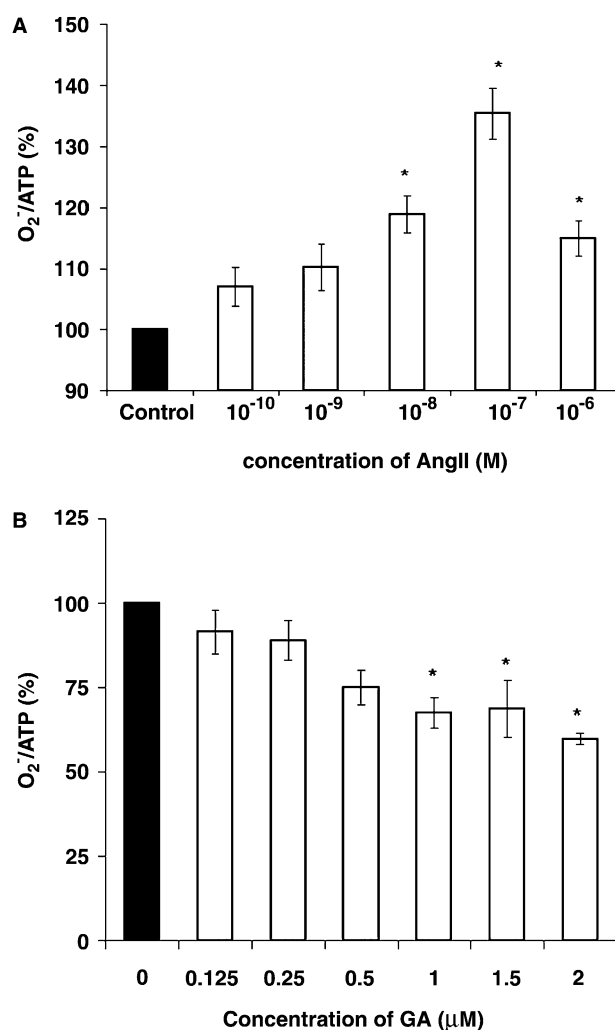 A
150
140
130
120
110
100
90
O₂⁻/ATP (%)
*
*
*
Control 10⁻¹⁰ 10⁻⁹ 10⁻⁸ 10⁻⁷ 10⁻⁶
concentration of AngII (M)
B
125
100
75
50
25
0
O₂⁻/ATP (%)
*
*
*
0 0.125 0.25 0.5 1 1.5 2
Concentration of GA (μM)